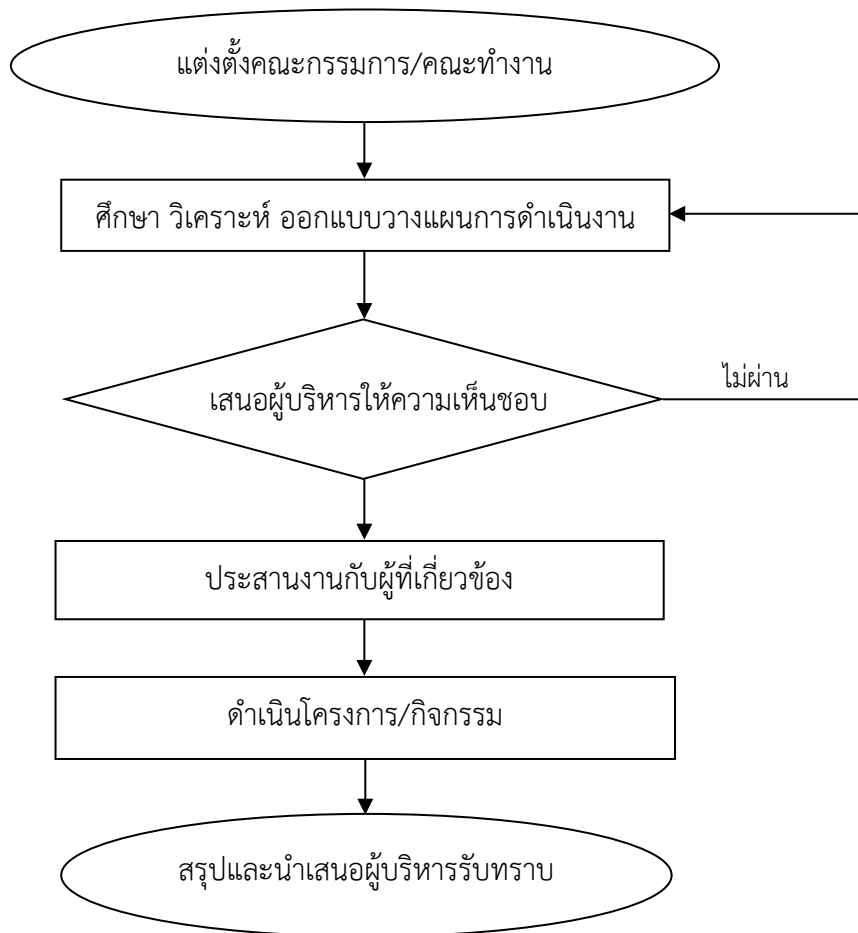 แต่งตั้งคณะกรรมการ/คณะทำงาน
ศึกษา วิเคราะห์ ออกแบบวางแผนการดำเนินงาน
เสนอผู้บริหารให้ความเห็นชอบ
ไม่ผ่าน
ประสานงานกับผู้ที่เกี่ยวข้อง
ดำเนินโครงการ/กิจกรรม
สรุปและนำเสนอผู้บริหารรับทราบ